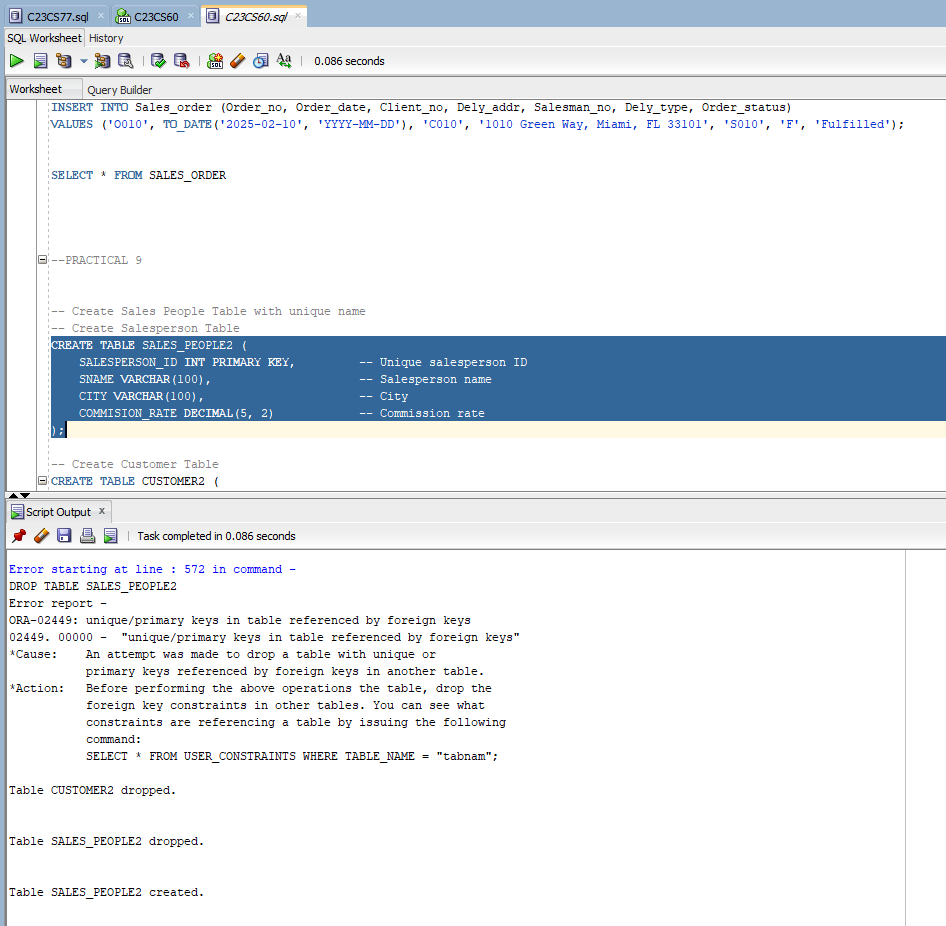 C23CS77.sql
C23CS60
C23CS60.sql
SQL Worksheet History
0.086 seconds
Worksheet Query Builder
INSERT INTO Sales_order (Order_no, Order_date, Client_no, Dely_addr, Salesman_no, Dely_type, Order_status)
VALUES ('O010', TO_DATE('2025-02-10', 'YYYY-MM-DD'), 'C010', '1010 Green Way, Miami, FL 33101', 'S010', 'F', 'Fulfilled');
SELECT * FROM SALES_ORDER
--PRACTICAL 9
-- Create Sales People Table with unique name
-- Create Salesperson Table
CREATE TABLE SALES_PEOPLE2 (
SALESPERSON_ID INT PRIMARY KEY, -- Unique salesperson ID
SNAME VARCHAR(100), -- Salesperson name
CITY VARCHAR(100), -- City
COMMISION_RATE DECIMAL(5, 2) -- Commission rate
);
-- Create Customer Table
CREATE TABLE CUSTOMER2 (
Script Output
Task completed in 0.086 seconds
Error starting at line : 572 in command -
DROP TABLE SALES_PEOPLE2
Error report -
ORA-02449: unique/primary keys in table referenced by foreign keys
02449. 00000 - "unique/primary keys in table referenced by foreign keys"
*Cause: An attempt was made to drop a table with unique or
primary keys referenced by foreign keys in another table.
*Action: Before performing the above operations the table, drop the
foreign key constraints in other tables. You can see what
constraints are referencing a table by issuing the following
command:
SELECT * FROM USER_CONSTRAINTS WHERE TABLE_NAME = "tabnam";
Table CUSTOMER2 dropped.
Table SALES_PEOPLE2 dropped.
Table SALES_PEOPLE2 created.